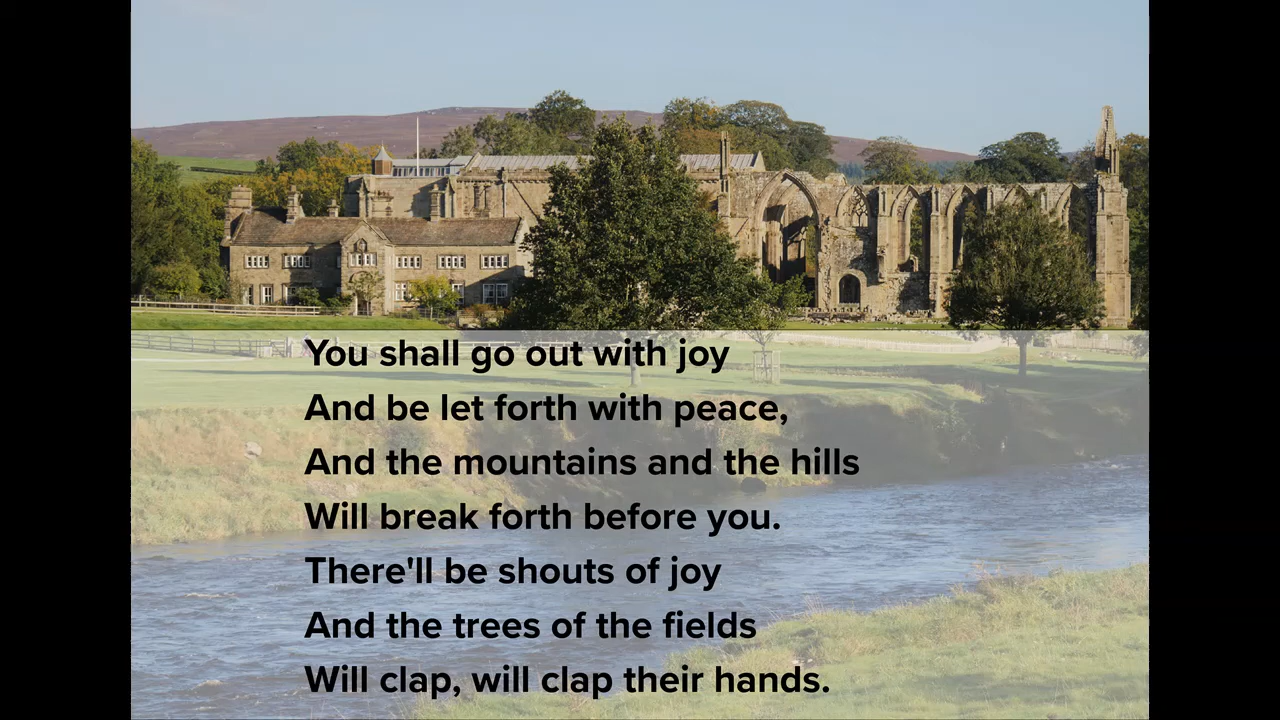 You shall go out with joy
And be let forth with peace,
And the mountains and the hills
Will break forth before you.
There'll be shouts of joy
And the trees of the fields
Will clap, will clap their hands.